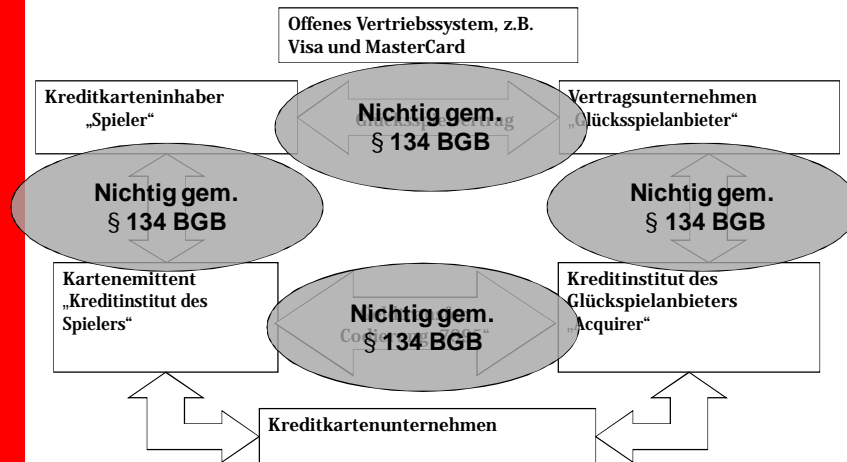 Offenes Vertriebssystem, z.B.
Visa und MasterCard
Kreditkarteninhaber
„Spieler“
Nichtig gem.
§ 134 BGB
Vertragsunternehmen
„Glücksspielanbieter“
Nichtig gem.
§ 134 BGB
Nichtig gem.
§ 134 BGB
Kartenemittent
„Kreditinstitut des
Spielers“
Nichtig gem.
§ 134 BGB
Kreditinstitut des
Glückspielanbieters
„Acquirer“
Kreditkartenunternehmen